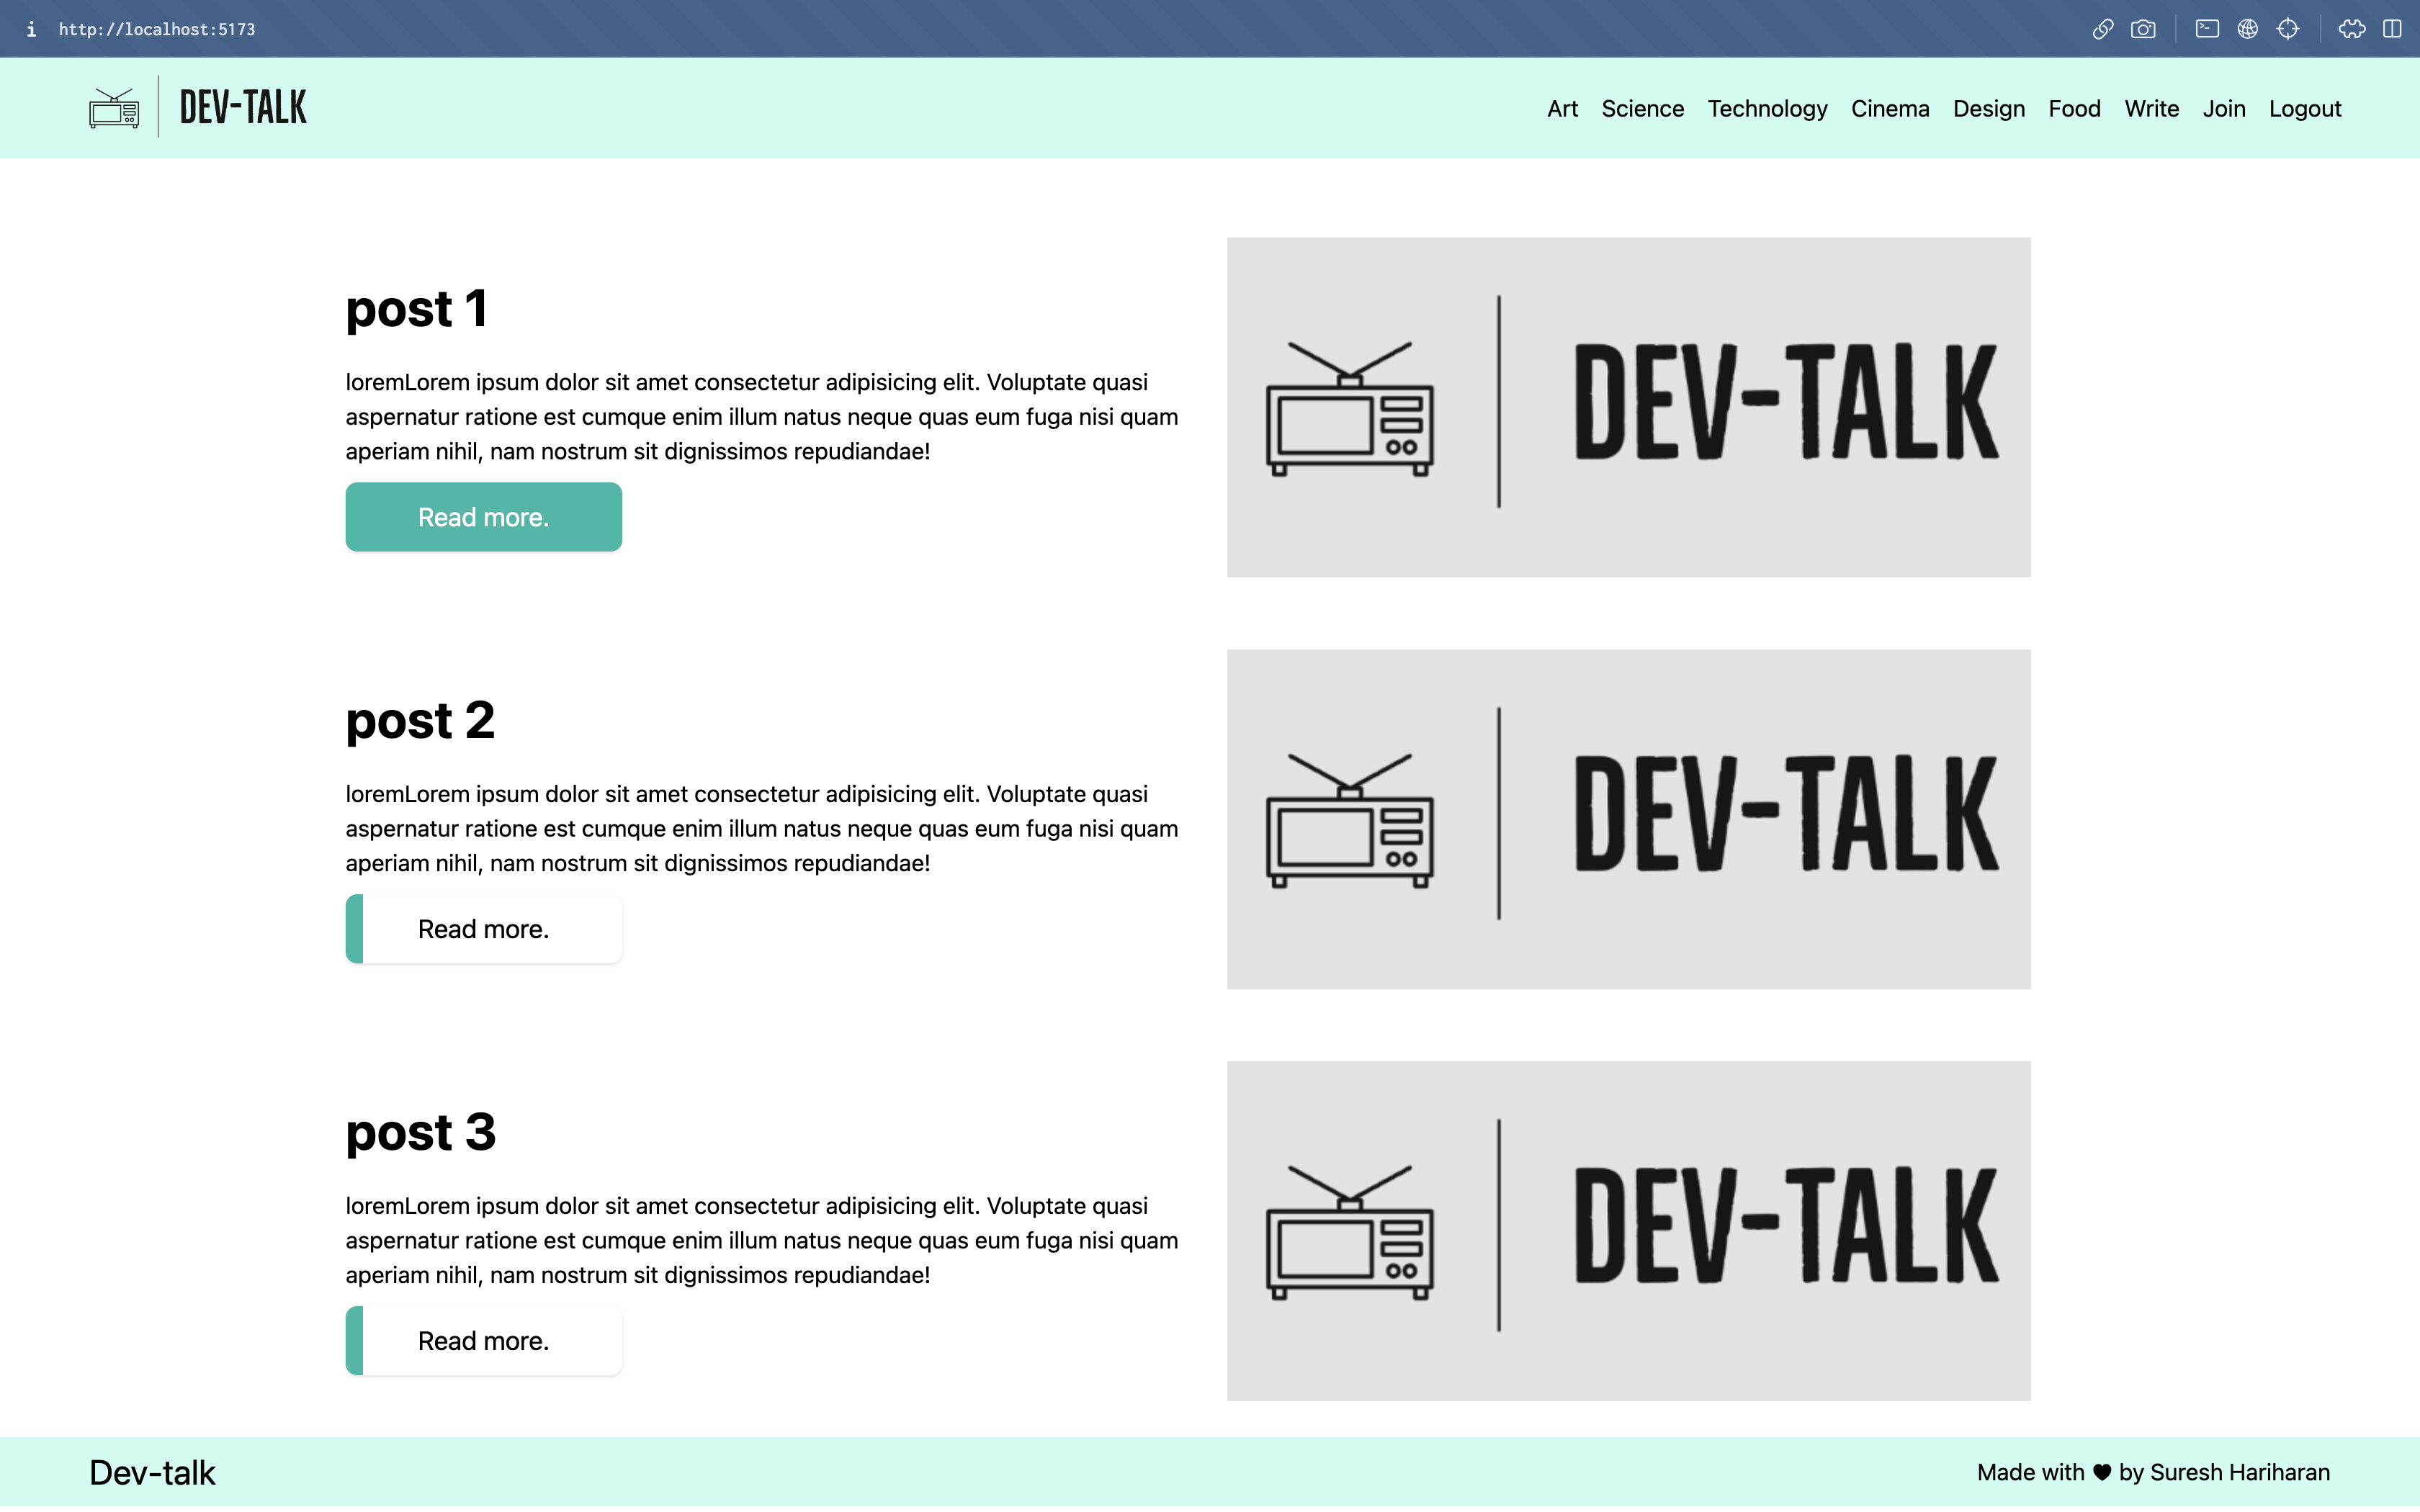 i http://localhost:5173
DEV-TALK
Art Science Technology Cinema Design Food Write Join Logout
post 1
loremLorem ipsum dolor sit amet consectetur adipisicing elit. Voluptate quasi
aspernatur ratione est cumque enim illum natus neque quas eum fuga nisi quam
aperiam nihil, nam nostrum sit dignissimos repudiandae!
Read more.
DEV-TALK
post 2
loremLorem ipsum dolor sit amet consectetur adipisicing elit. Voluptate quasi
aspernatur ratione est cumque enim illum natus neque quas eum fuga nisi quam
aperiam nihil, nam nostrum sit dignissimos repudiandae!
Read more.
DEV-TALK
post 3
loremLorem ipsum dolor sit amet consectetur adipisicing elit. Voluptate quasi
aspernatur ratione est cumque enim illum natus neque quas eum fuga nisi quam
aperiam nihil, nam nostrum sit dignissimos repudiandae!
Read more.
DEV-TALK
Dev-talk
Made with ♥ by Suresh Hariharan